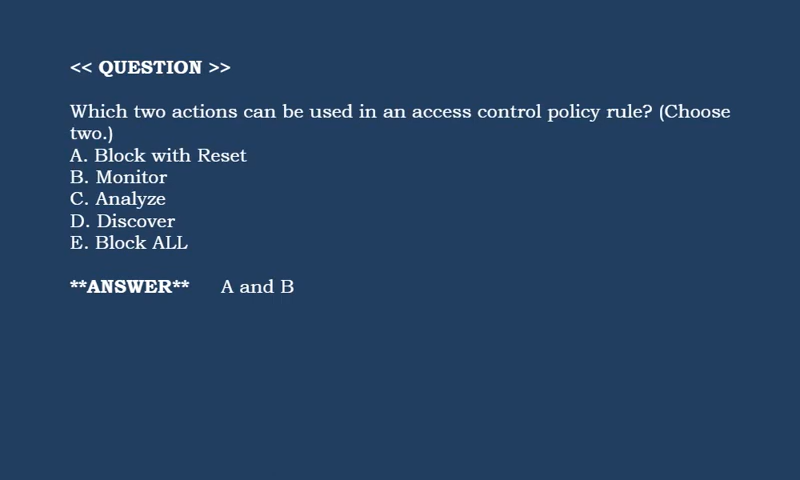 << QUESTION >>
Which two actions can be used in an access control policy rule? (Choose
two.)
A. Block with Reset
B. Monitor
C. Analyze
D. Discover
E. Block ALL
**ANSWER** A and B